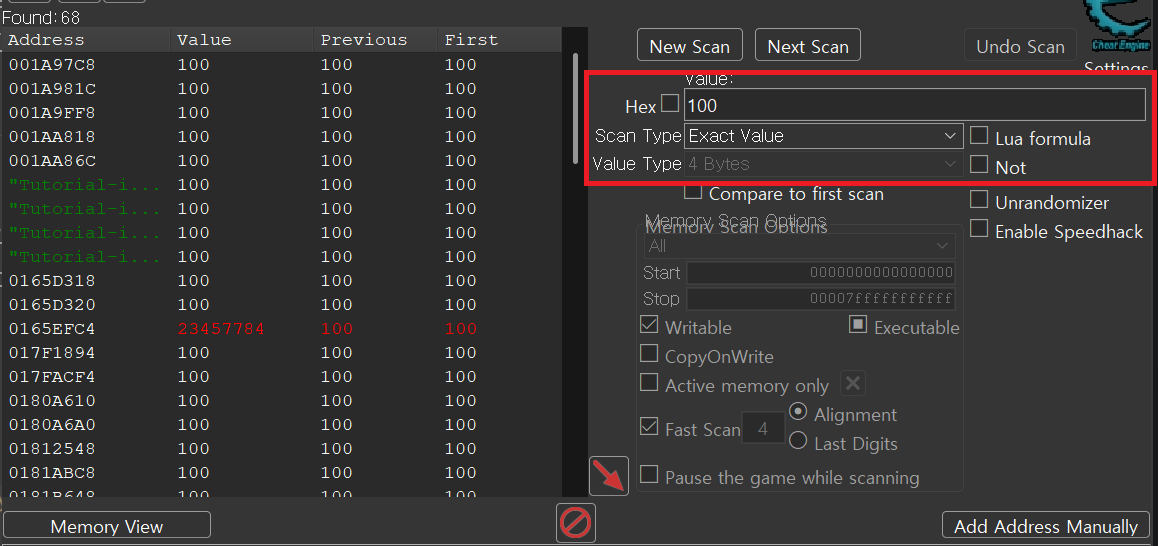 Found:68
Address Value Previous First
001A97C8 100 100 100
001A981C 100 100 100
001A9FF8 100 100 100
001AA818 100 100 100
001AA86C 100 100 100
"Tutorial-i... 100 100 100
"Tutorial-i... 100 100 100
"Tutorial-i... 100 100 100
"Tutorial-i... 100 100 100
0165D318 100 100 100
0165D320 100 100 100
0165EFC4 23457784 100 100
017F1894 100 100 100
017FACF4 100 100 100
0180A610 100 100 100
0180A6A0 100 100 100
01812548 100 100 100
0181ABC8 100 100 100
0181B648 100 100 100
Memory View
New Scan Next Scan Undo Scan
Cheat Engine
Settings
Value:
Hex 100
Scan Type Exact Value
Lua formula
Value Type 4 Bytes
Not
Compare to first scan
Unrandomizer
Enable Speedhack
Memory Scan Options
Memory Scan Options
All
Start 0000000000000000
Stop 00007fffffffffff
Writable Executable
CopyOnWrite
Active memory only
Fast Scan 4 Alignment
Last Digits
Pause the game while scanning
Add Address Manually